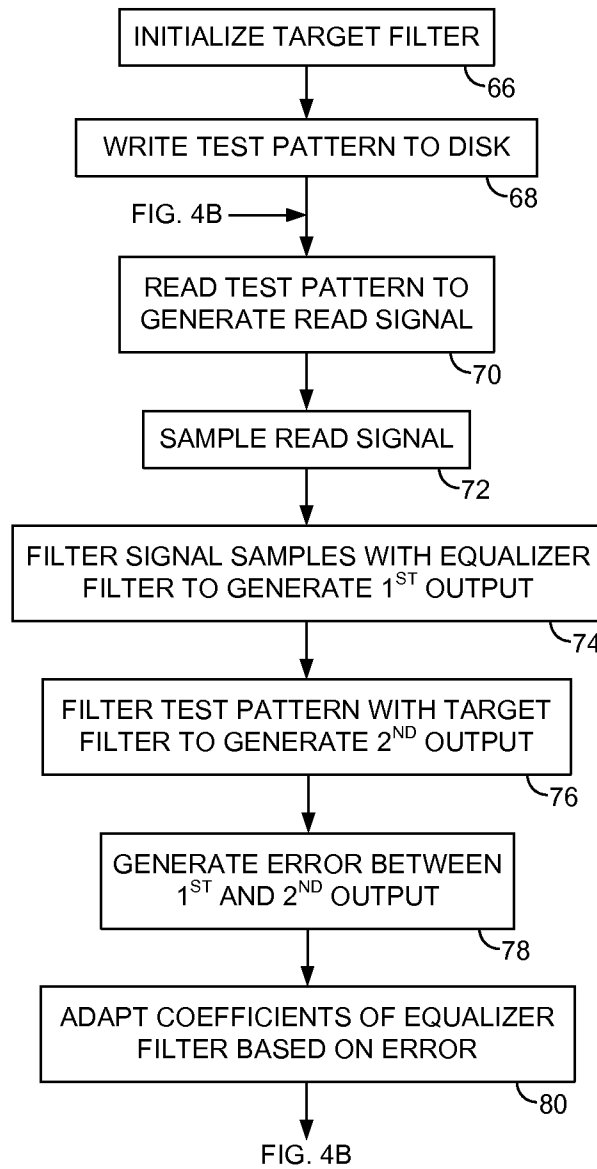 INITIALIZE TARGET FILTER
66
WRITE TEST PATTERN TO DISK
68
FIG. 4B
READ TEST PATTERN TO
GENERATE READ SIGNAL
70
SAMPLE READ SIGNAL
72
FILTER SIGNAL SAMPLES WITH EQUALIZER
FILTER TO GENERATE 1ST OUTPUT
74
FILTER TEST PATTERN WITH TARGET
FILTER TO GENERATE 2ND OUTPUT
76
GENERATE ERROR BETWEEN
1ST AND 2ND OUTPUT
78
ADAPT COEFFICIENTS OF EQUALIZER
FILTER BASED ON ERROR
80
FIG. 4B